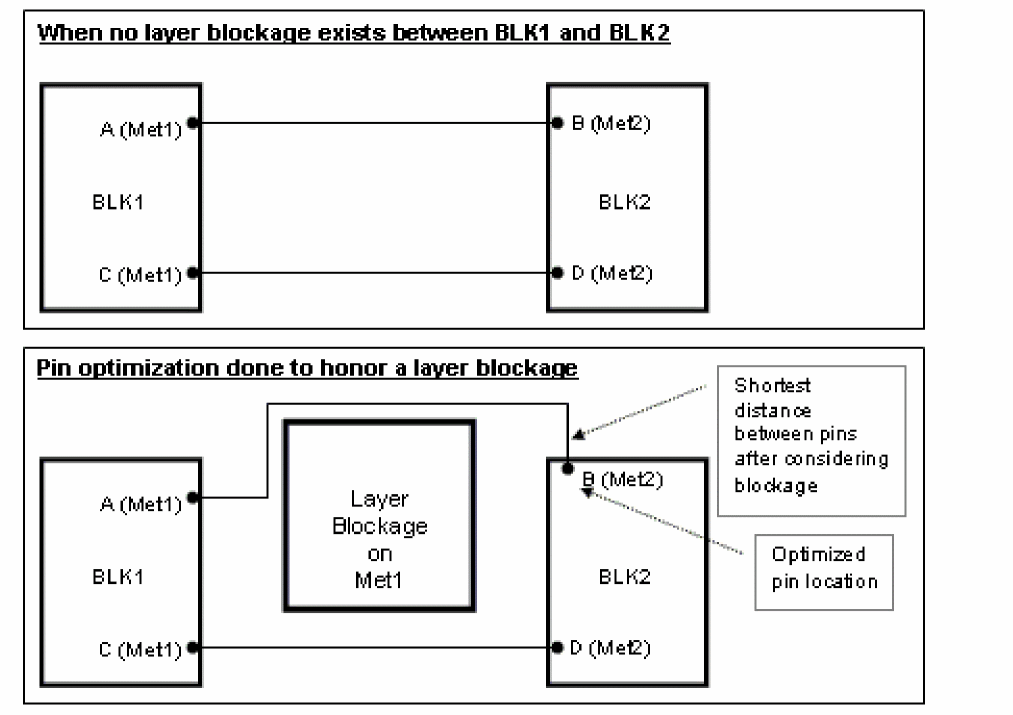 When no layer blockage exists between BLK1 and BLK2
A (Met1)
B (Met2)
BLK1
BLK2
C (Met1)
D (Met2)
Pin optimization done to honor a layer blockage
Shortest
distance
between pins
after considering
blockage
A (Met1)
Layer
Blockage
on
Met1
B (Met2)
BLK1
BLK2
Optimized
pin location
C (Met1)
D (Met2)